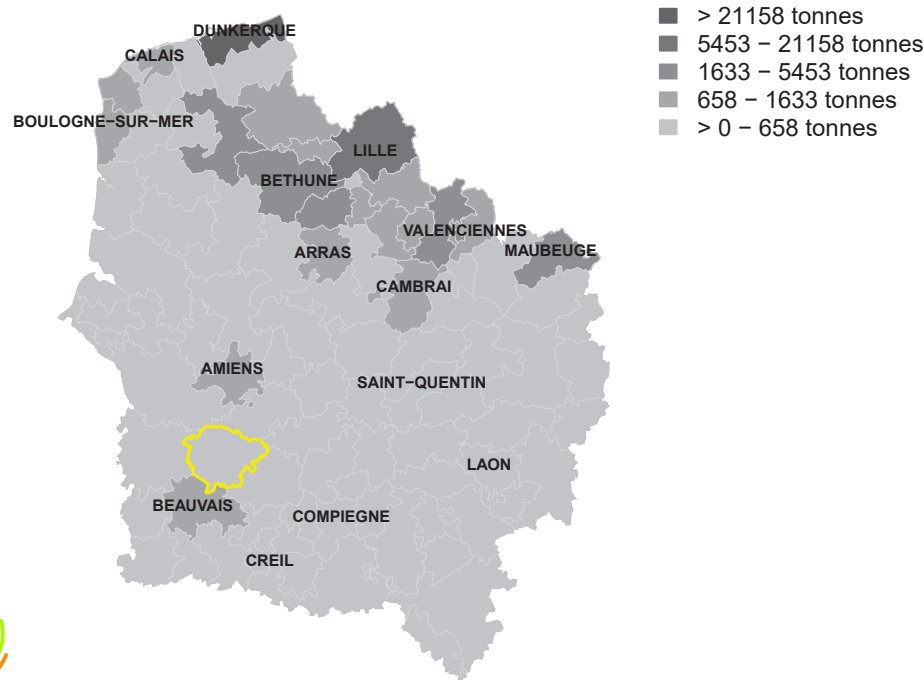 DUNKERQUE
CALAIS
BOULOGNE−SUR−MER
LILLE
BETHUNE
VALENCIENNES
MAUBEUGE
ARRAS
CAMBRAI
AMIENS
SAINT−QUENTIN
LAON
BEAUVAIS
COMPIEGNE
CREIL
> 21158 tonnes
5453 − 21158 tonnes
1633 − 5453 tonnes
658 − 1633 tonnes
> 0 − 658 tonnes